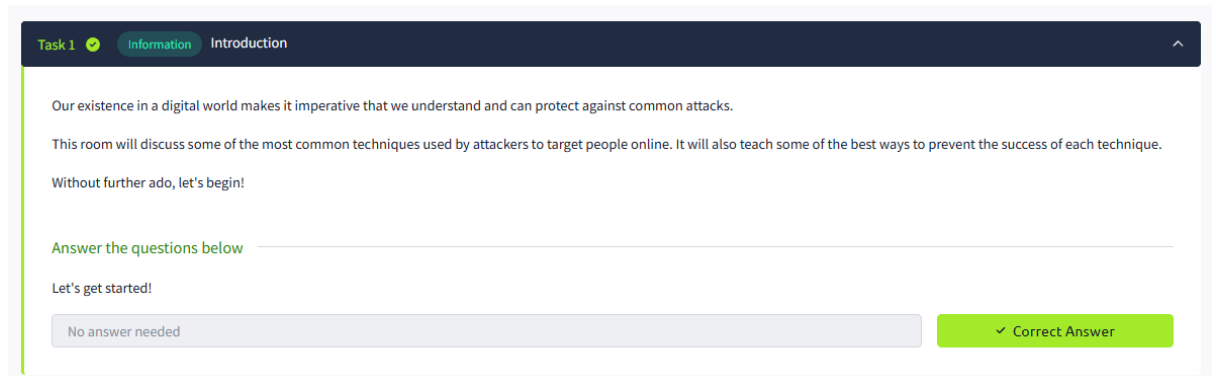 Task 1 Information Introduction
Our existence in a digital world makes it imperative that we understand and can protect against common attacks.
This room will discuss some of the most common techniques used by attackers to target people online. It will also teach some of the best ways to prevent the success of each technique.
Without further ado, let's begin!
Answer the questions below
Let's get started!
No answer needed Correct Answer